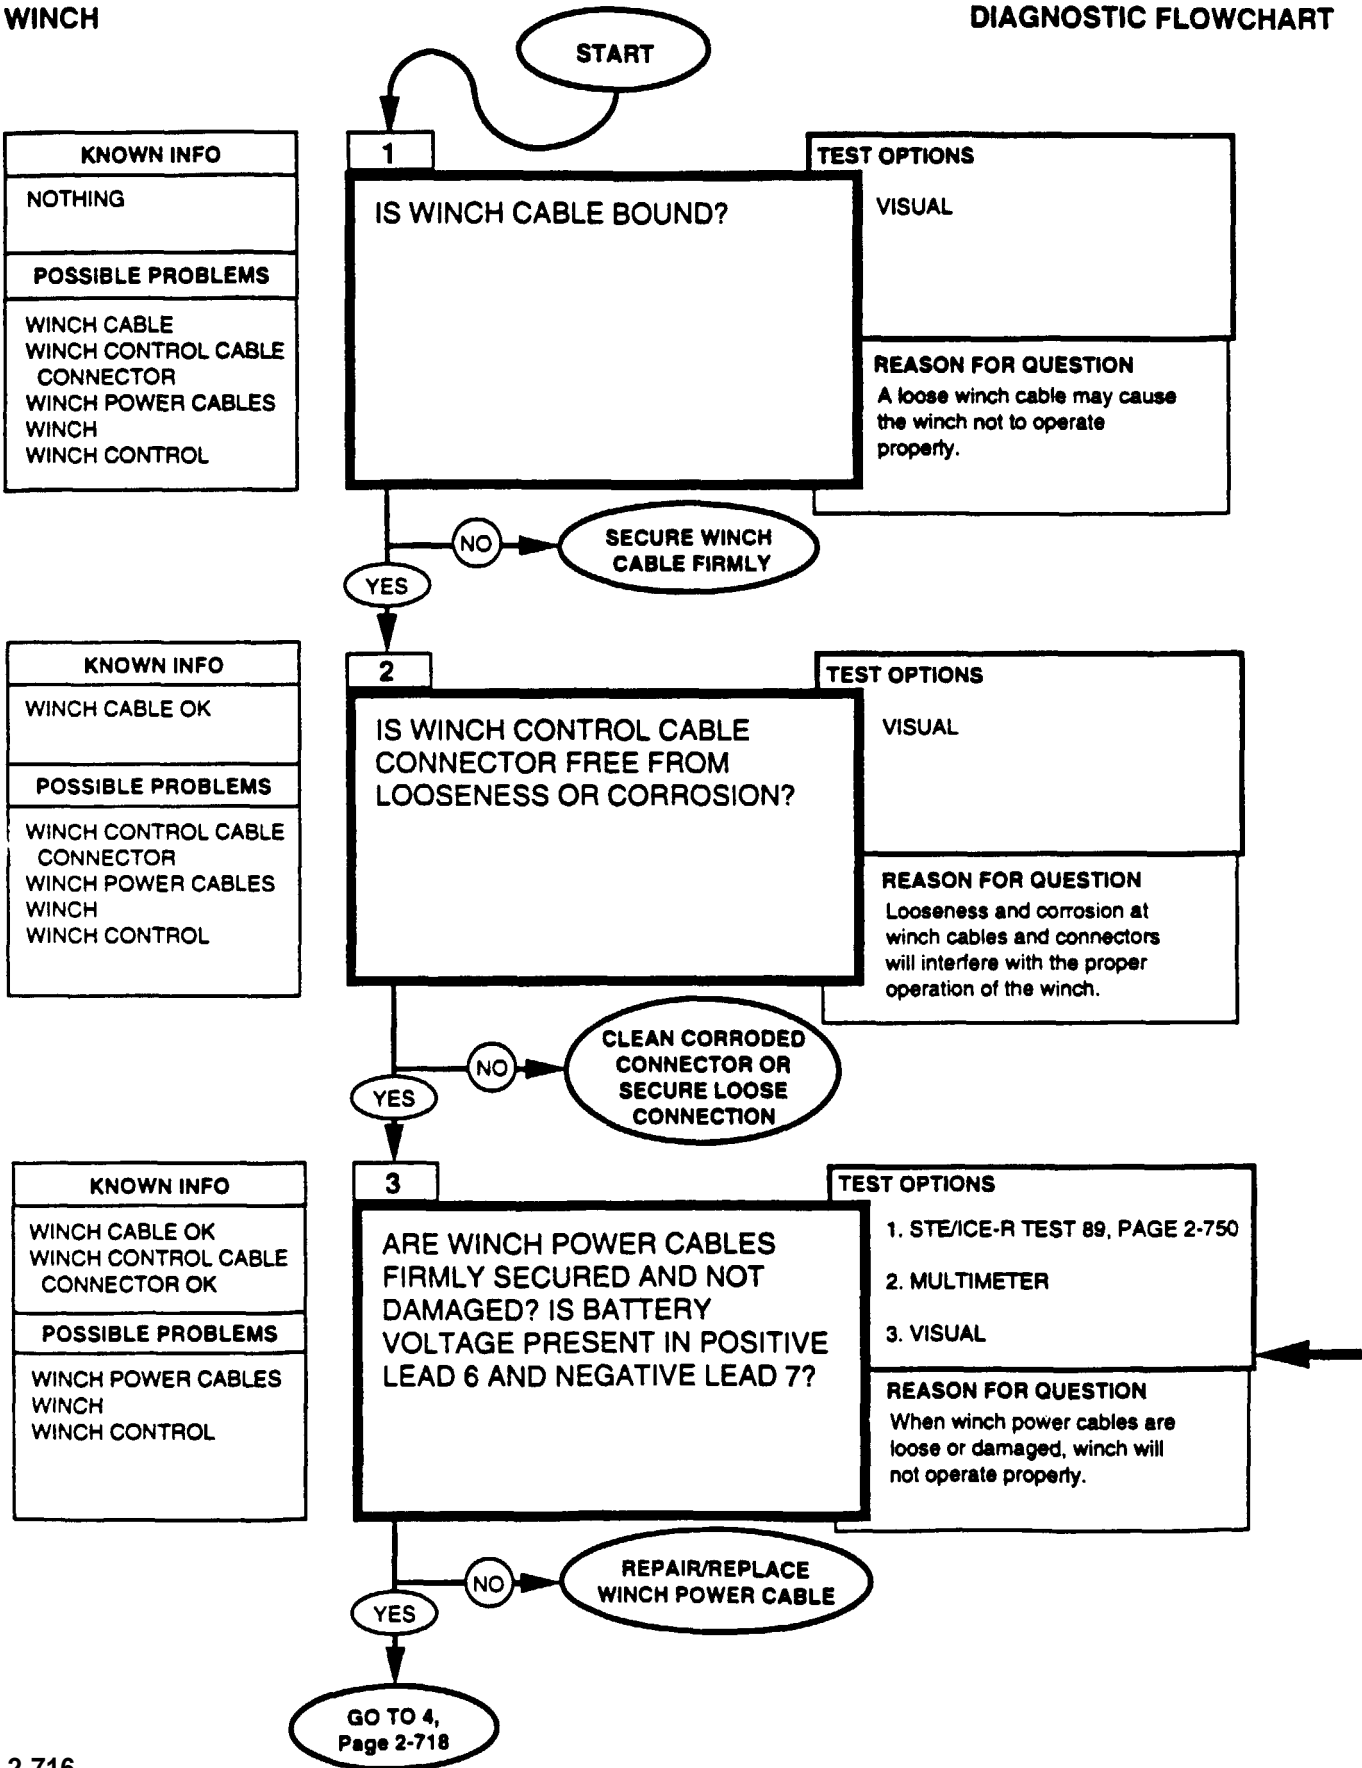 WINCH
DIAGNOSTIC FLOWCHART
START
KNOWN INFO
NOTHING
POSSIBLE PROBLEMS
WINCH CABLE
WINCH CONTROL CABLE
CONNECTOR
WINCH POWER CABLES
WINCH
WINCH CONTROL
1
IS WINCH CABLE BOUND?
TEST OPTIONS
VISUAL
REASON FOR QUESTION
A loose winch cable may cause
the winch not to operate
properly.
NO
SECURE WINCH
CABLE FIRMLY
YES
KNOWN INFO
WINCH CABLE OK
POSSIBLE PROBLEMS
WINCH CONTROL CABLE
CONNECTOR
WINCH POWER CABLES
WINCH
WINCH CONTROL
2
IS WINCH CONTROL CABLE
CONNECTOR FREE FROM
LOOSENESS OR CORROSION?
TEST OPTIONS
VISUAL
REASON FOR QUESTION
Looseness and corrosion at
winch cables and connectors
will interfere with the proper
operation of the winch.
NO
CLEAN CORRODED
CONNECTOR OR
SECURE LOOSE
CONNECTION
YES
KNOWN INFO
WINCH CABLE OK
WINCH CONTROL CABLE
CONNECTOR OK
POSSIBLE PROBLEMS
WINCH POWER CABLES
WINCH
WINCH CONTROL
3
ARE WINCH POWER CABLES
FIRMLY SECURED AND NOT
DAMAGED? IS BATTERY
VOLTAGE PRESENT IN POSITIVE
LEAD 6 AND NEGATIVE LEAD 7?
TEST OPTIONS
1. STE/ICE-R TEST 89, PAGE 2-750
2. MULTIMETER
3. VISUAL
REASON FOR QUESTION
When winch power cables are
loose or damaged, winch will
not operate properly.
NO
REPAIR/REPLACE
WINCH POWER CABLE
YES
GO TO 4,
Page 2-718
2-716